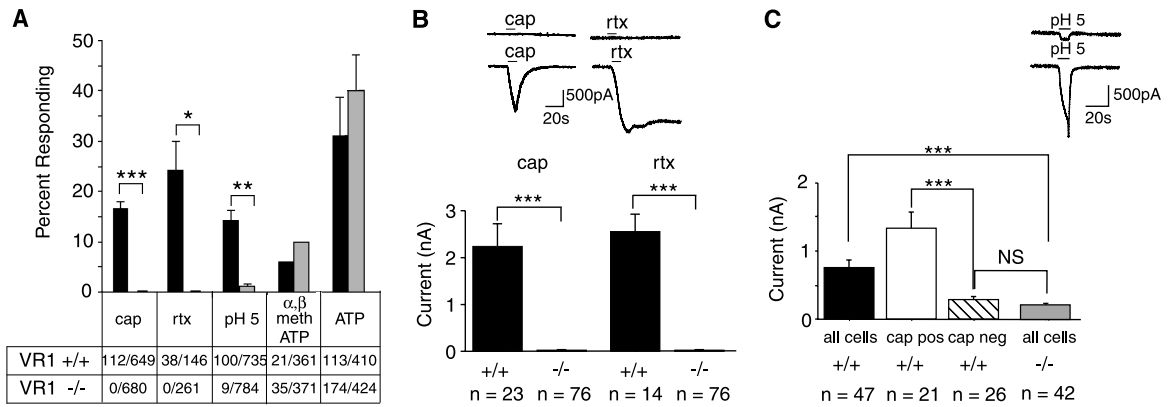 A
Percent Responding
50
40
30
20
10
0
***
*
**
cap
rtx
pH 5
α,β
meth
ATP
ATP
VR1 +/+ 112/649 38/146 100/735 21/361 113/410
VR1 -/- 0/680 0/261 9/784 35/371 174/424
B
cap
rtx
cap
rtx
500pA
20s
cap
rtx
***
***
Current (nA)
3
2
1
0
+/+ -/- +/+ -/-
n = 23 n = 76 n = 14 n = 76
C
pH 5
pH 5
500pA
20s
***
***
NS
Current (nA)
2
1
0
all cells cap pos cap neg all cells
+/+ +/+ +/+ -/-
n = 47 n = 21 n = 26 n = 42